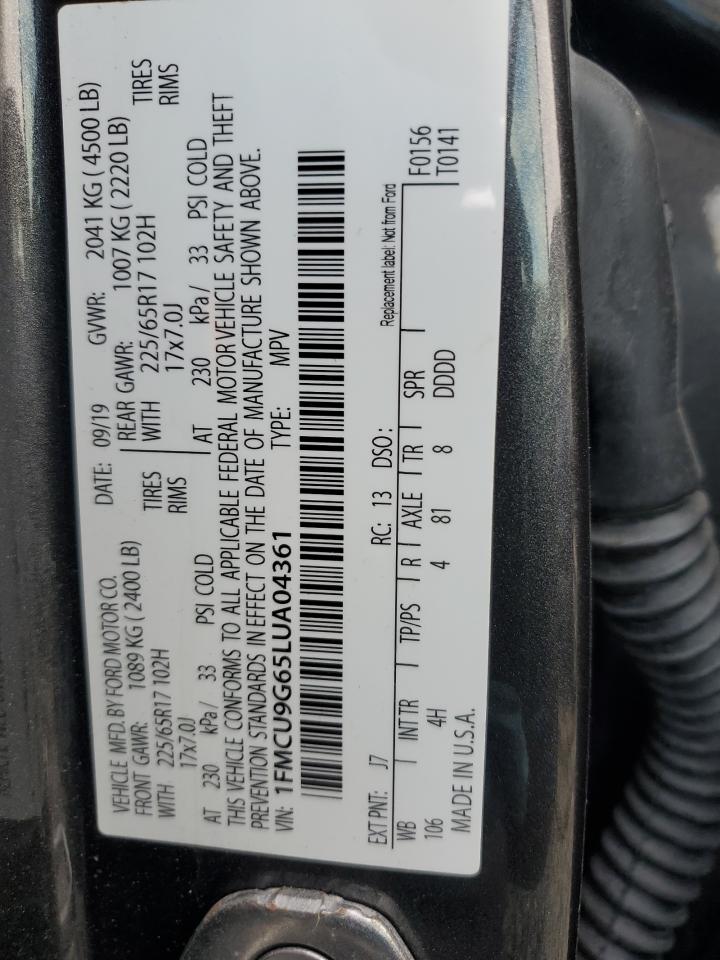 VEHICLE MFD. BY FORD MOTOR CO.
DATE: 09/19 GVWR: 2041 KG ( 4500 LB)
FRONT GAWR: 1089 KG ( 2400 LB)
REAR GAWR: 1007 KG ( 2220 LB)
WITH 225/65R17 102H TIRES
WITH 225/65R17 102H TIRES
17x7.0J RIMS
17x7.0J RIMS
AT 230 kPa/ 33 PSI COLD
AT 230 kPa/ 33 PSI COLD
THIS VEHICLE CONFORMS TO ALL APPLICABLE FEDERAL MOTOR VEHICLE SAFETY AND THEFT
PREVENTION STANDARDS IN EFFECT ON THE DATE OF MANUFACTURE SHOWN ABOVE.
VIN: 1FMCU9G65LUA04361 TYPE: MPV
EXT PNT: J7 RC: 13 DSO: Replacement label: Not from Ford
WB INT TR TP/PS R AXLE TR SPR F0156
106 4H 4 81 8 DDDD T0141
MADE IN U.S.A.